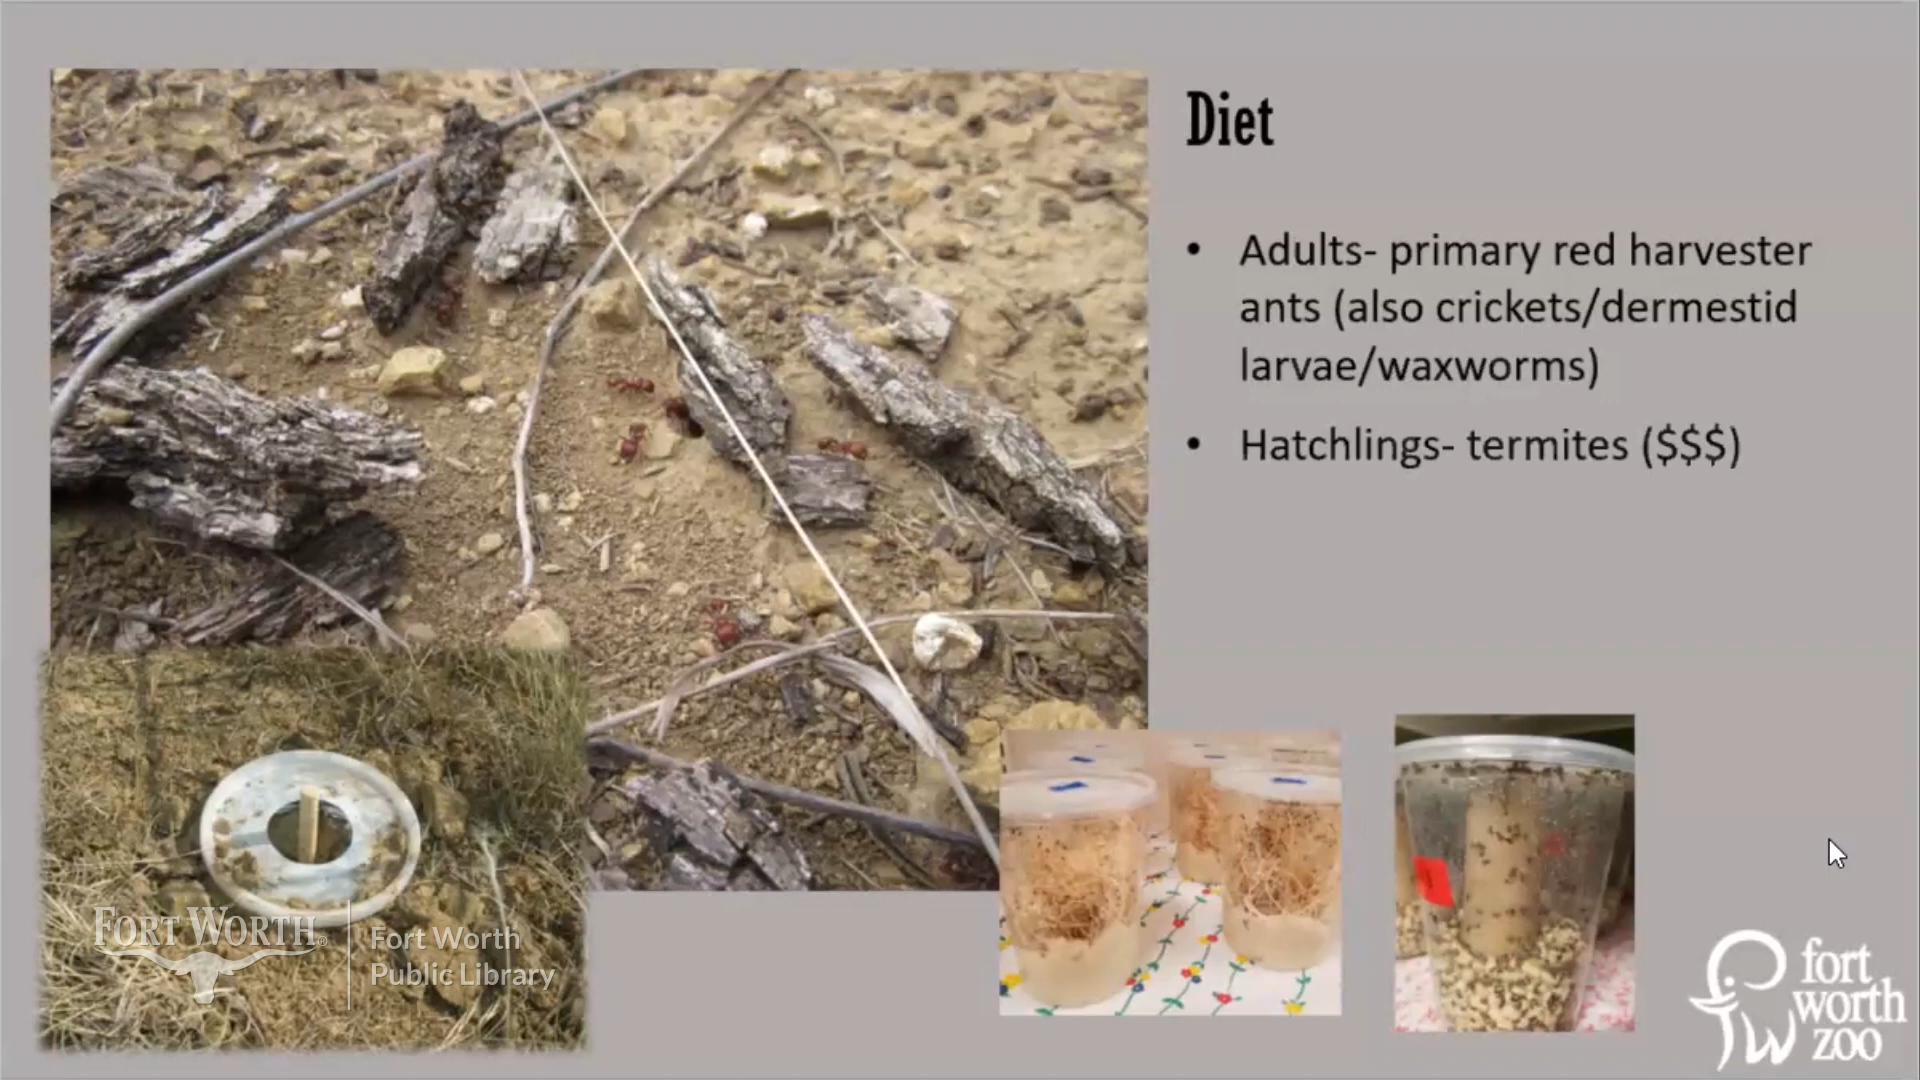 Diet
• Adults- primary red harvester
ants (also crickets/dermestid
larvae/waxworms)
• Hatchlings- termites ($$$)
FORT WORTH®
Fort Worth
Public Library
fort
worth
zoo